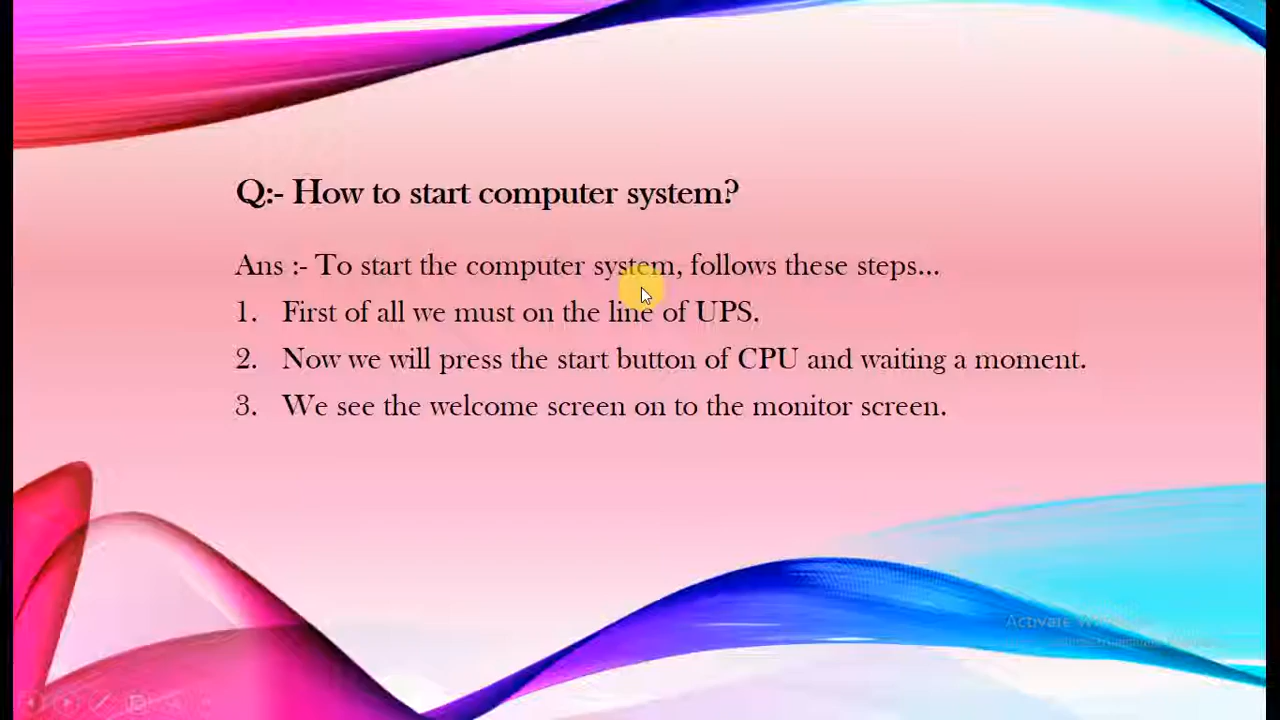 Q:- How to start computer system?
Ans :- To start the computer system, follows these steps...
1. First of all we must on the line of UPS.
2. Now we will press the start button of CPU and waiting a moment.
3. We see the welcome screen on to the monitor screen.
Activate